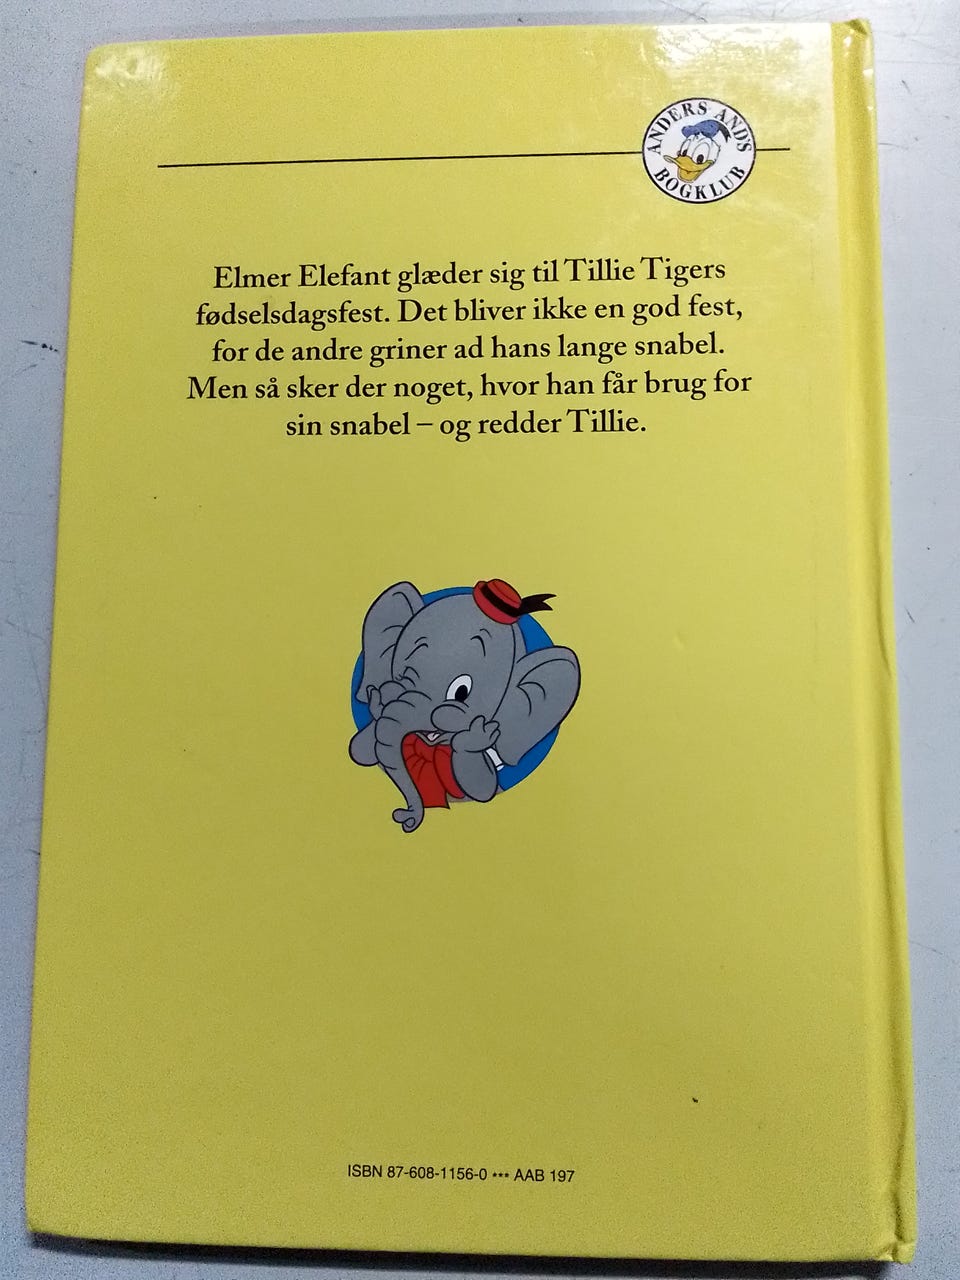 ANDERS AND'S
BOGKLUB
Elmer Elefant glæder sig til Tillie Tigers
fødselsdagsfest. Det bliver ikke en god fest,
for de andre griner ad hans lange snabel.
Men så sker der noget, hvor han får brug for
sin snabel – og redder Tillie.
ISBN 87-608-1156-0 *** AAB 197